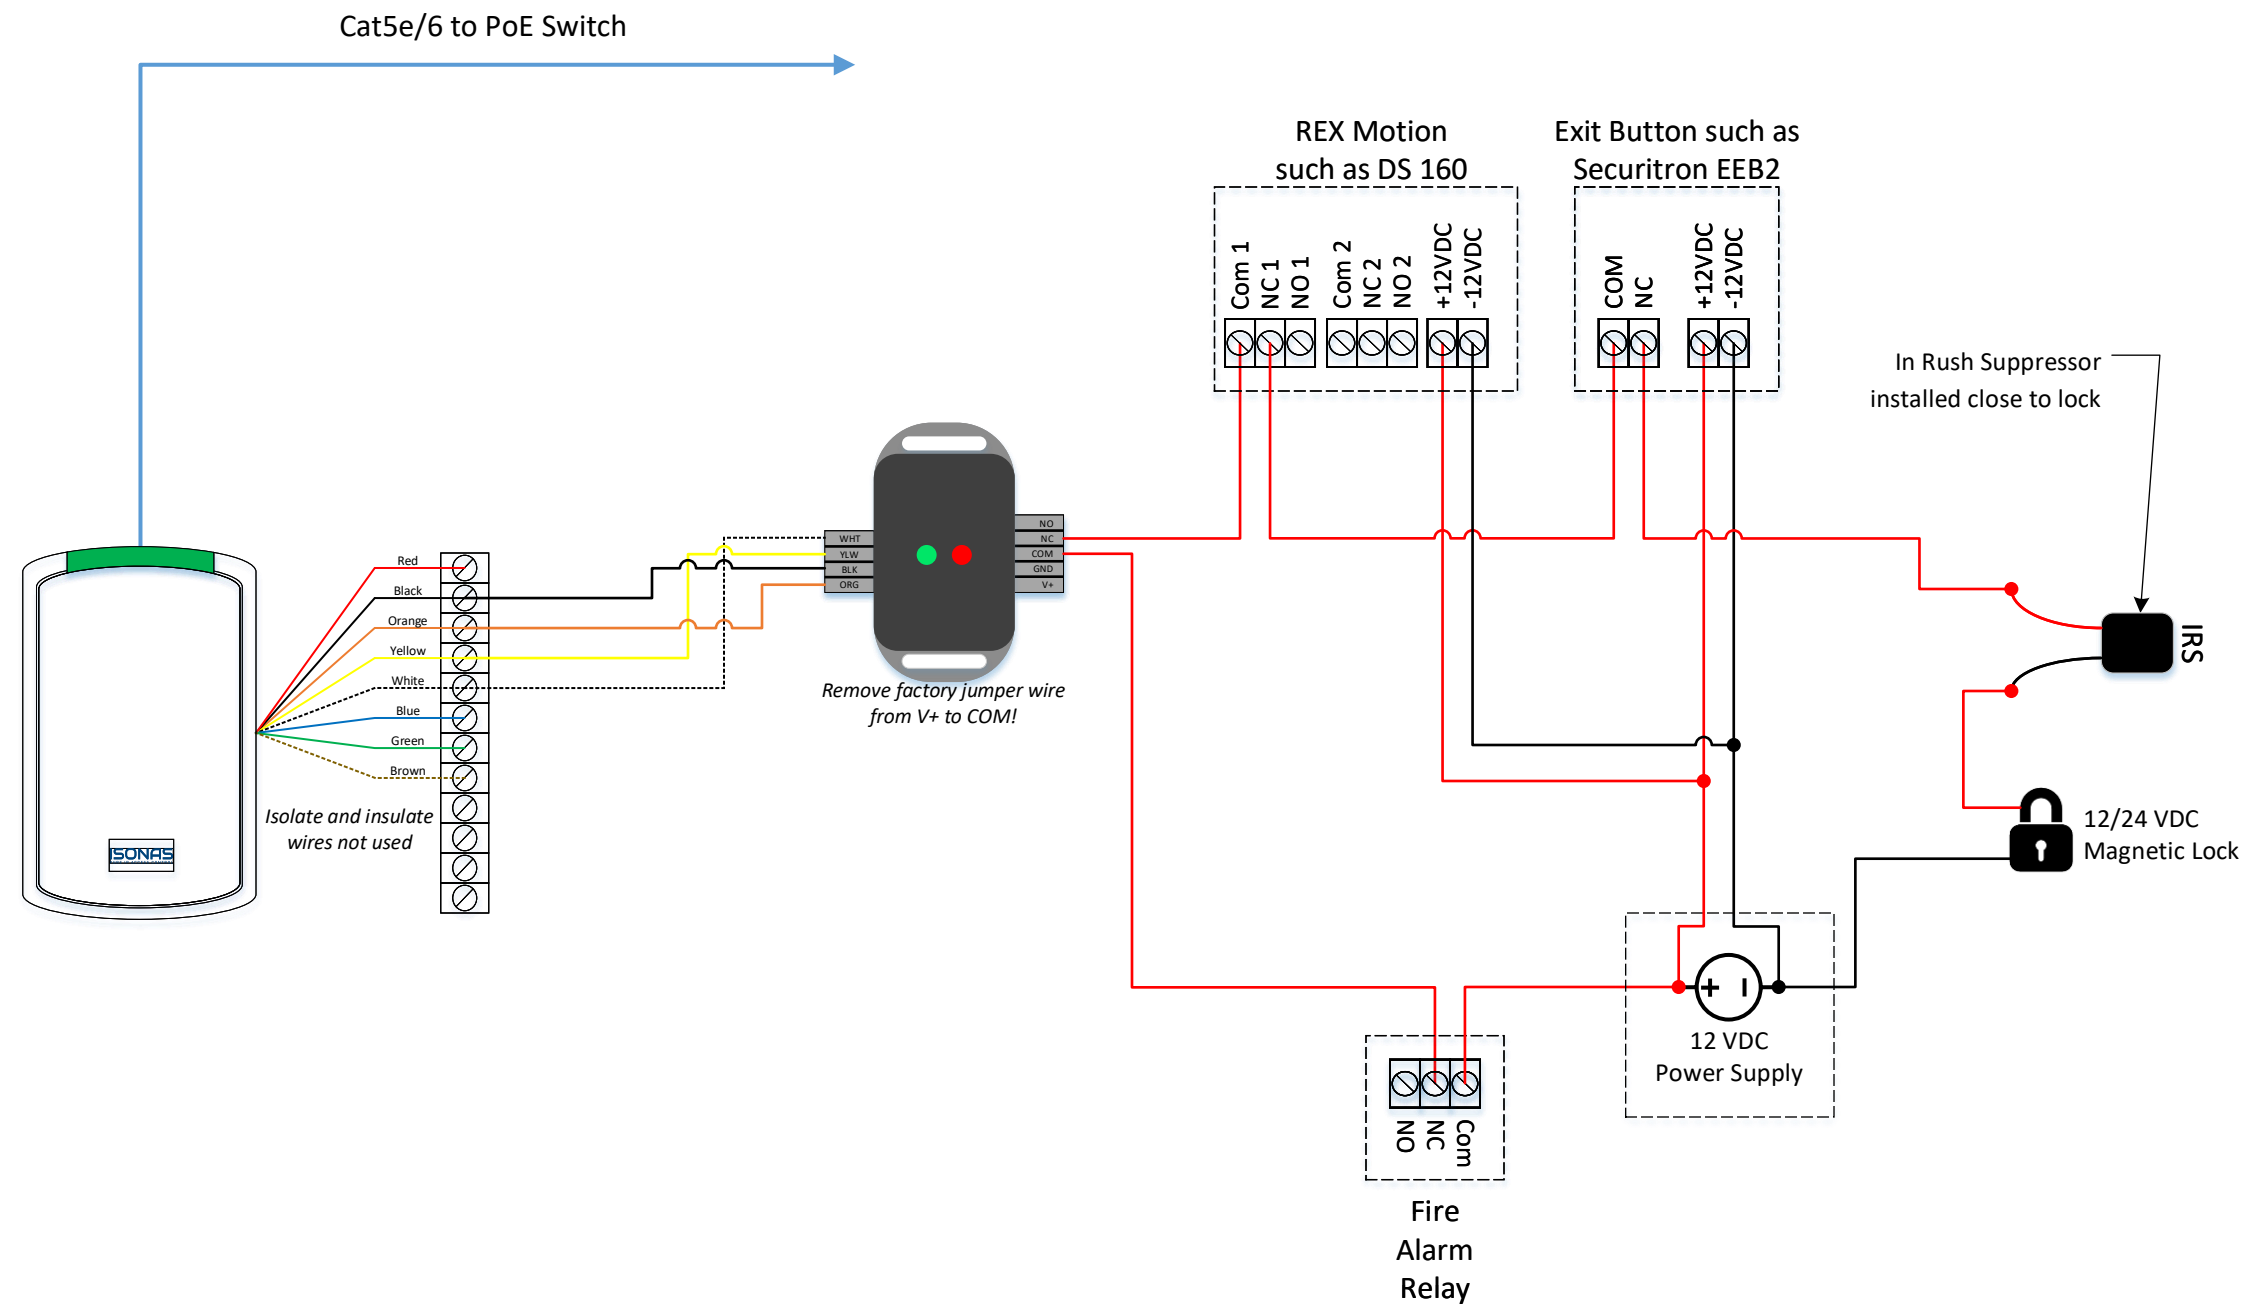 Cat5e/6 to PoE Switch
REX Motion
such as DS 160
Exit Button such as
Securitron EEB2
Com 1
NC 1
NO 1
Com 2
NC 2
NO 2
+12VDC
-12VDC
COM
NC
+12VDC
-12VDC
In Rush Suppressor
installed close to lock
IRS
WHT
YLW
BLK
ORG
NO
NC
COM
GND
V+
Remove factory jumper wire
from V+ to COM!
Red
Black
Orange
Yellow
White
Blue
Green
Brown
Isolate and insulate
wires not used
ISONAS
12/24 VDC
Magnetic Lock
+ -
12 VDC
Power Supply
NO
NC
Com
Fire
Alarm
Relay